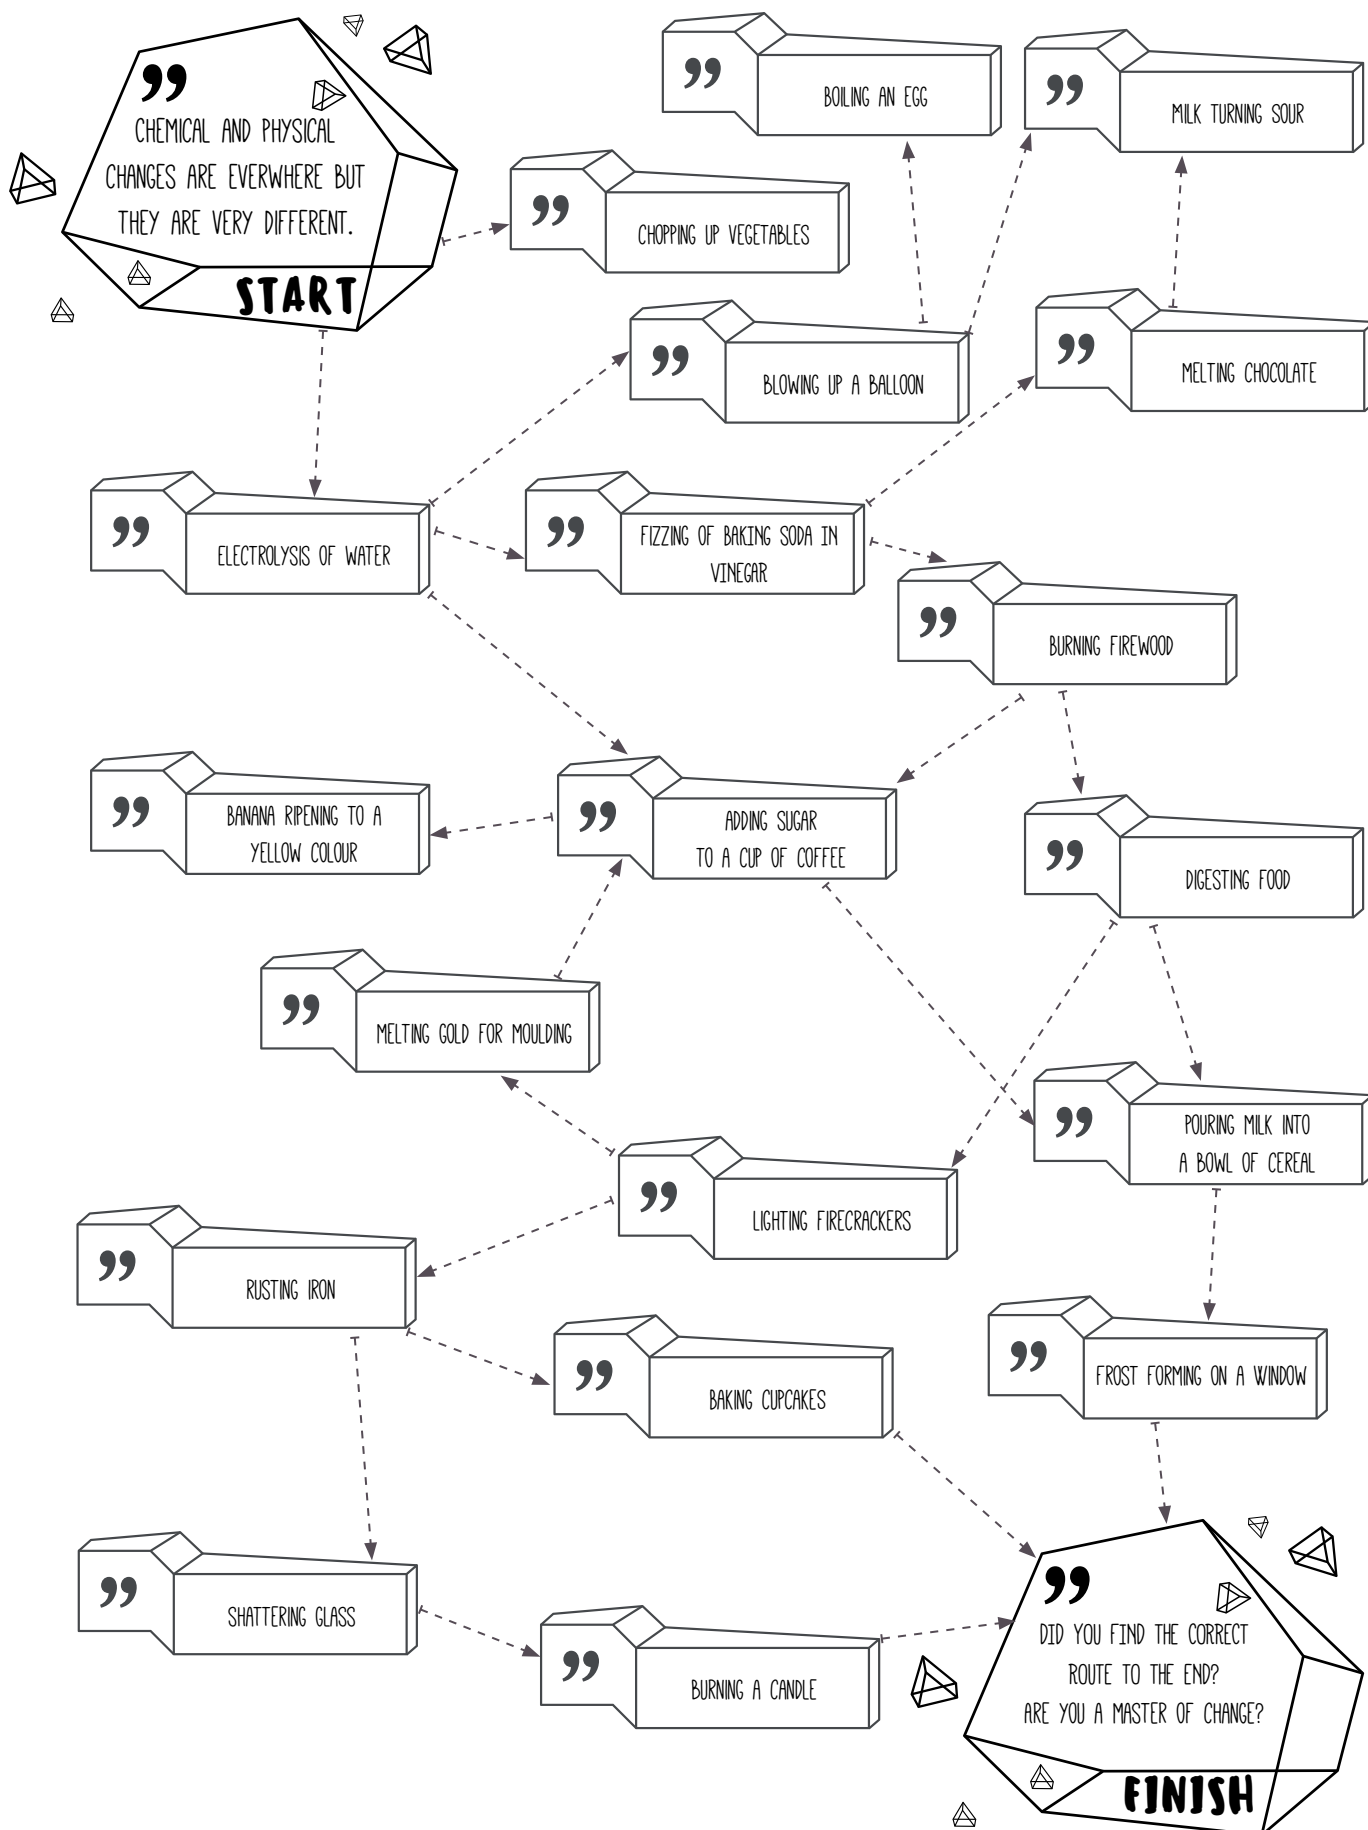 ”
CHEMICAL AND PHYSICAL
CHANGES ARE EVERWHERE BUT
THEY ARE VERY DIFFERENT.
START
”
BOILING AN EGG
”
MILK TURNING SOUR
”
CHOPPING UP VEGETABLES
”
BLOWING UP A BALLOON
”
MELTING CHOCOLATE
”
ELECTROLYSIS OF WATER
”
FIZZING OF BAKING SODA IN
VINEGAR
”
BURNING FIREWOOD
”
BANANA RIPENING TO A
YELLOW COLOUR
”
ADDING SUGAR
TO A CUP OF COFFEE
”
DIGESTING FOOD
”
MELTING GOLD FOR MOULDING
”
POURING MILK INTO
A BOWL OF CEREAL
”
LIGHTING FIRECRACKERS
”
RUSTING IRON
”
BAKING CUPCAKES
”
FROST FORMING ON A WINDOW
”
SHATTERING GLASS
”
BURNING A CANDLE
”
DID YOU FIND THE CORRECT
ROUTE TO THE END?
ARE YOU A MASTER OF CHANGE?
FINISH